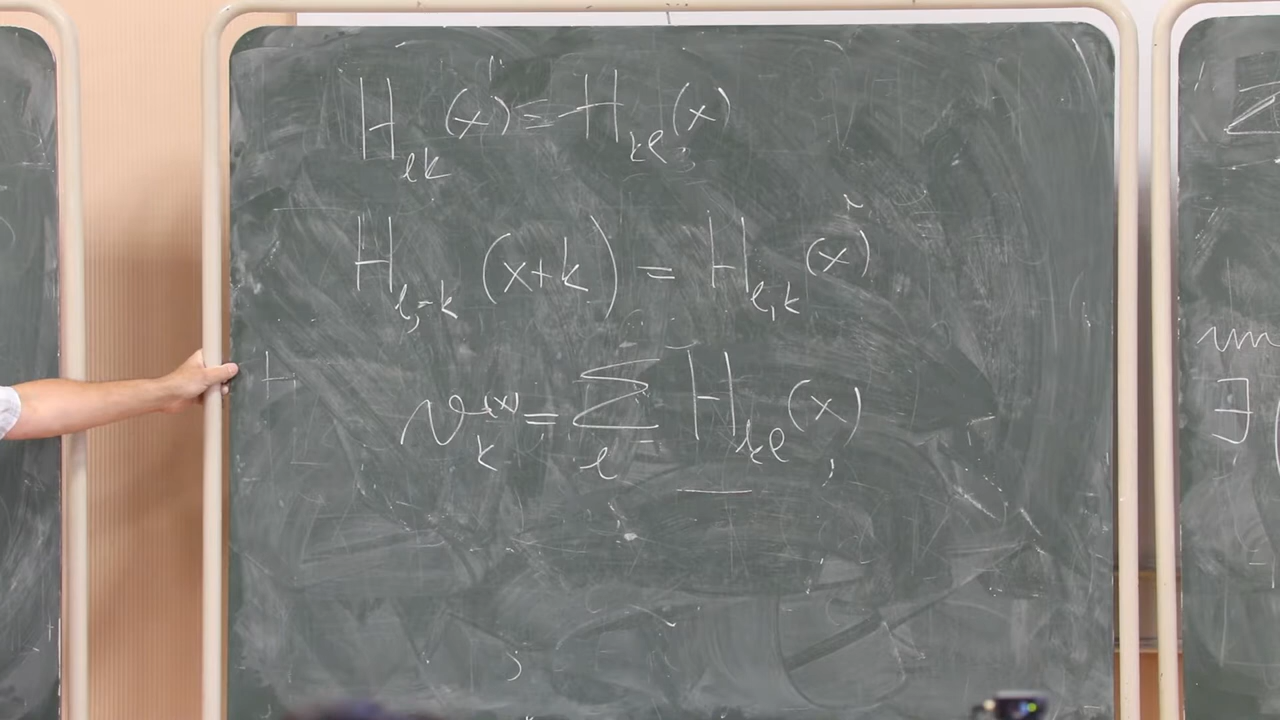 H_{ℓk}(x) = H_{kℓ}(x)
H_{ℓ,-k}(x+k) = H_{ℓ,k}(x)
v_k(x) = Σ_ℓ H_{kℓ}(x)
∃